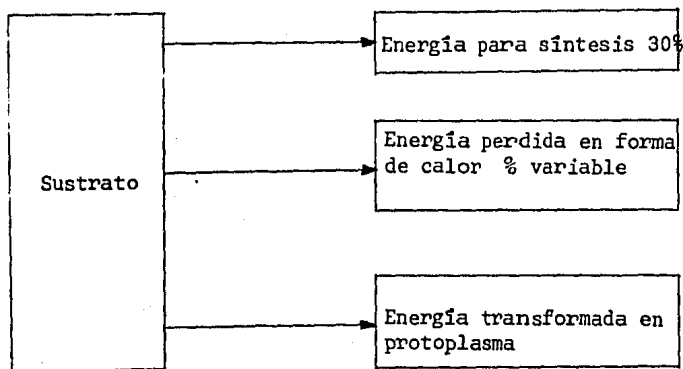 Energía para síntesis 30%
Energía perdida en forma
de calor % variable
Sustrato
Energía transformada en
protoplasma